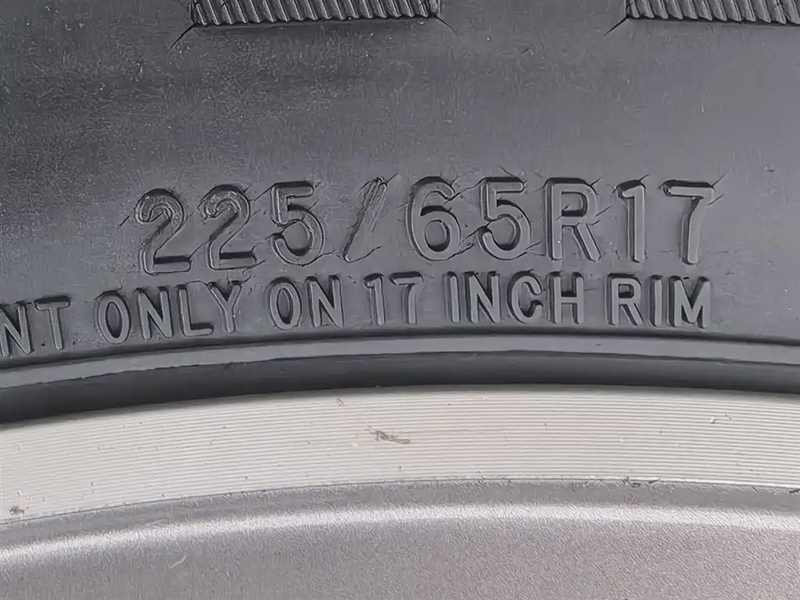 225/65R17
NT ONLY ON 17 INCH RIM